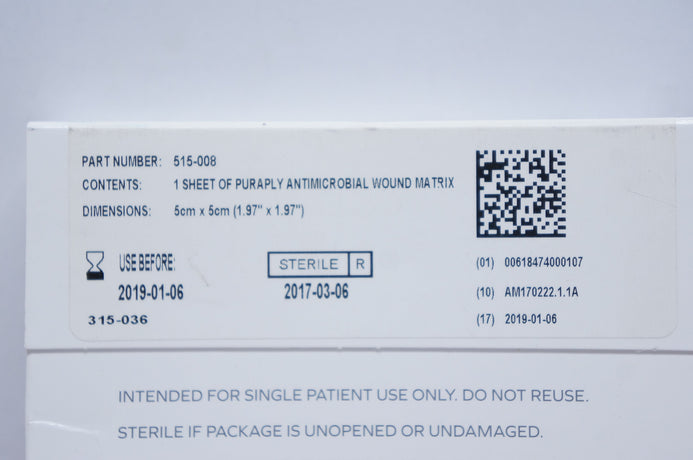 PART NUMBER: 515-008
CONTENTS: 1 SHEET OF PURAPLY ANTIMICROBIAL WOUND MATRIX
DIMENSIONS: 5cm x 5cm (1.97" x 1.97")
USE BEFORE:
2019-01-06
315-036
STERILE R
2017-03-06
(01) 00618474000107
(10) AM170222.1.1A
(17) 2019-01-06
INTENDED FOR SINGLE PATIENT USE ONLY. DO NOT REUSE.
STERILE IF PACKAGE IS UNOPENED OR UNDAMAGED.